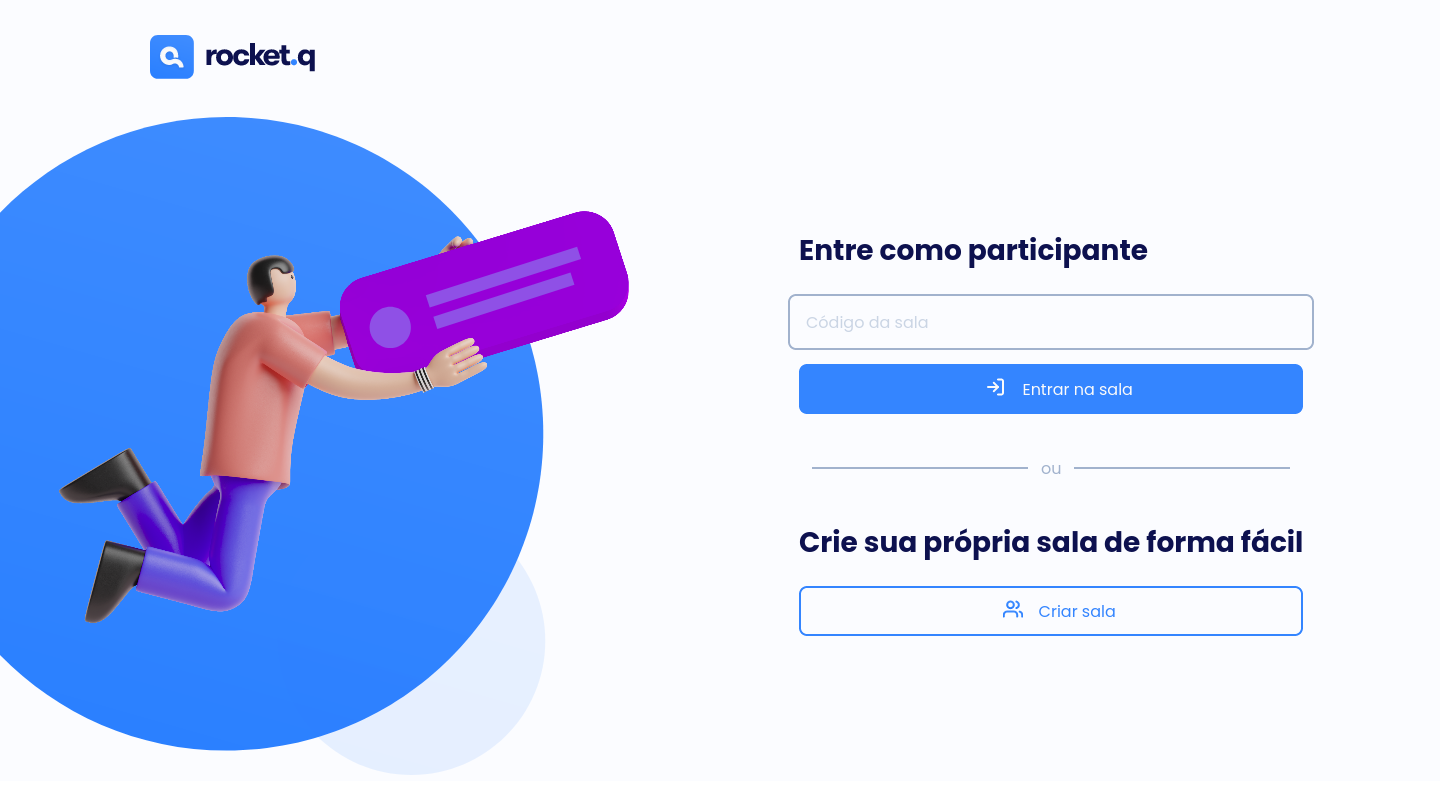 rocket.q
Entre como participante
Código da sala
Entrar na sala
ou
Crie sua própria sala de forma fácil
Criar sala